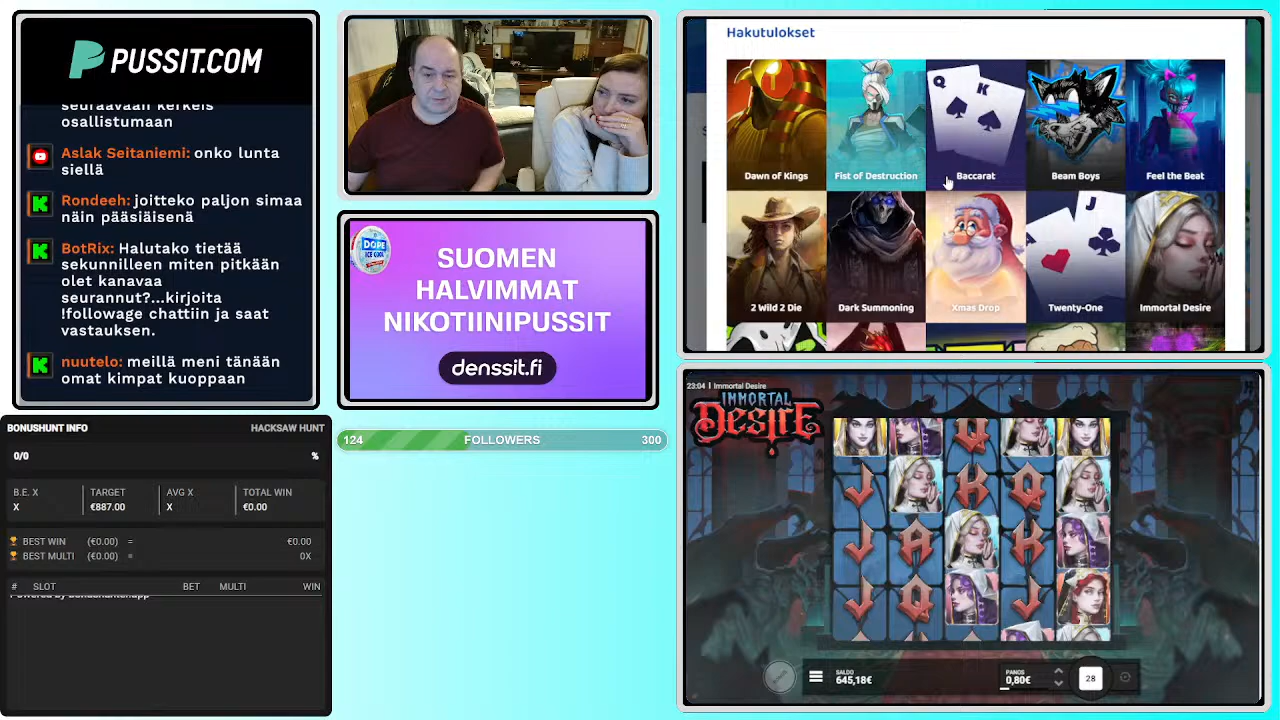 PUSSIT.COM
seuraavaan kerkeis
osallistumaan
Aslak Seitaniemi: onko lunta
siellä
Rondeeh: joitteko paljon simaa
näin pääsiäisenä
BotRix: Halutako tietää
sekunnilleen miten pitkään
olet kanavaa
seurannut?...kirjoita
!followage chattiin ja saat
vastauksen.
nuutelo: meillä meni tänään
omat kimpat kuoppaan
DOPE
ICE COOL
SUOMEN
HALVIMMAT
NIKOTIINIPUSSIT
denssit.fi
124 FOLLOWERS 300
BONUSHUNT INFO HACKSAW HUNT
0/0 %
B.E. X TARGET AVG X TOTAL WIN
X €887.00 X €0.00
BEST WIN (€0.00) = €0.00
BEST MULTI (€0.00) = 0X
# SLOT BET MULTI WIN
Hakutulokset
Q K
Dawn of Kings Fist of Destruction Baccarat Beam Boys Feel the Beat
J
2 Wild 2 Die Dark Summoning Xmas Drop Twenty-One Immortal Desire
23:04 | Immortal Desire
IMMORTAL
DESIRE
Q
J K Q
J A K
J Q J
SALDO
645,18€
PANOS
0,80€
28